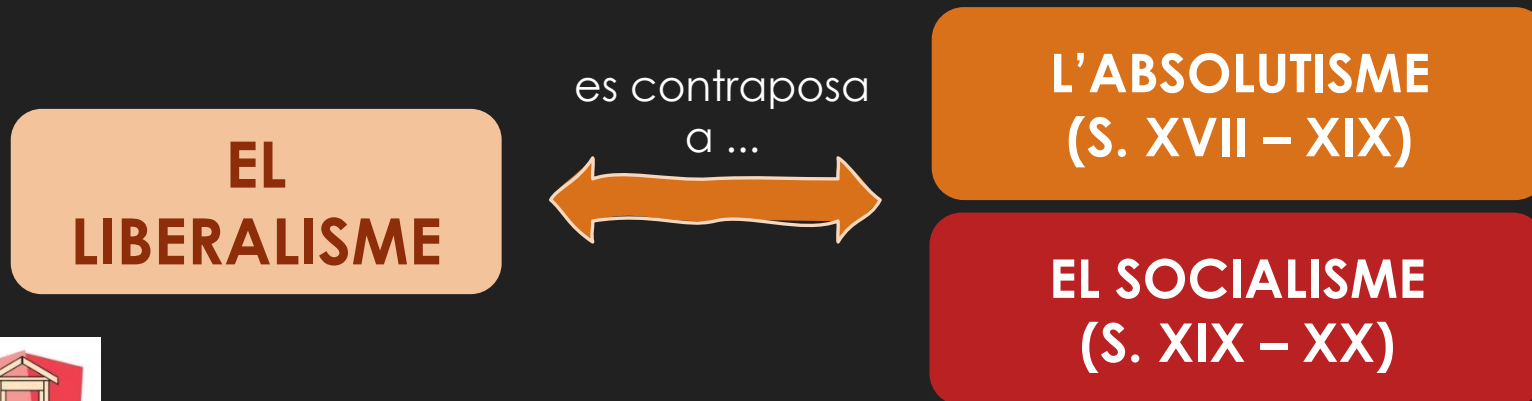 EL
LIBERALISME
es contraposa
a ...
L’ABSOLUTISME
(S. XVII – XIX)
EL SOCIALISME
(S. XIX – XX)